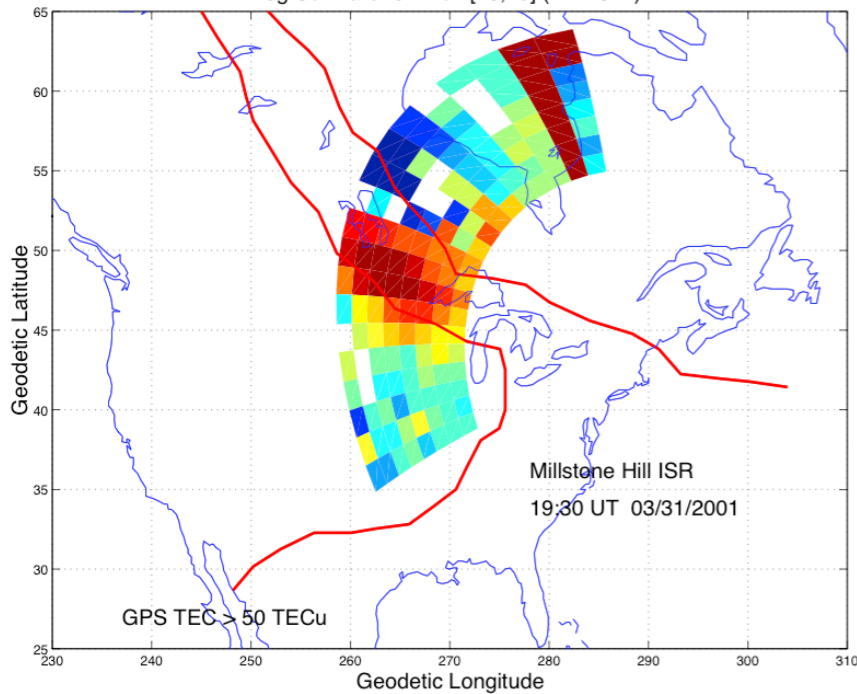 65
60
55
50
45
40
35
30
25
Geodetic Latitude
Millstone Hill ISR
19:30 UT 03/31/2001
GPS TEC > 50 TECu
230 240 250 260 270 280 290 300 310
Geodetic Longitude